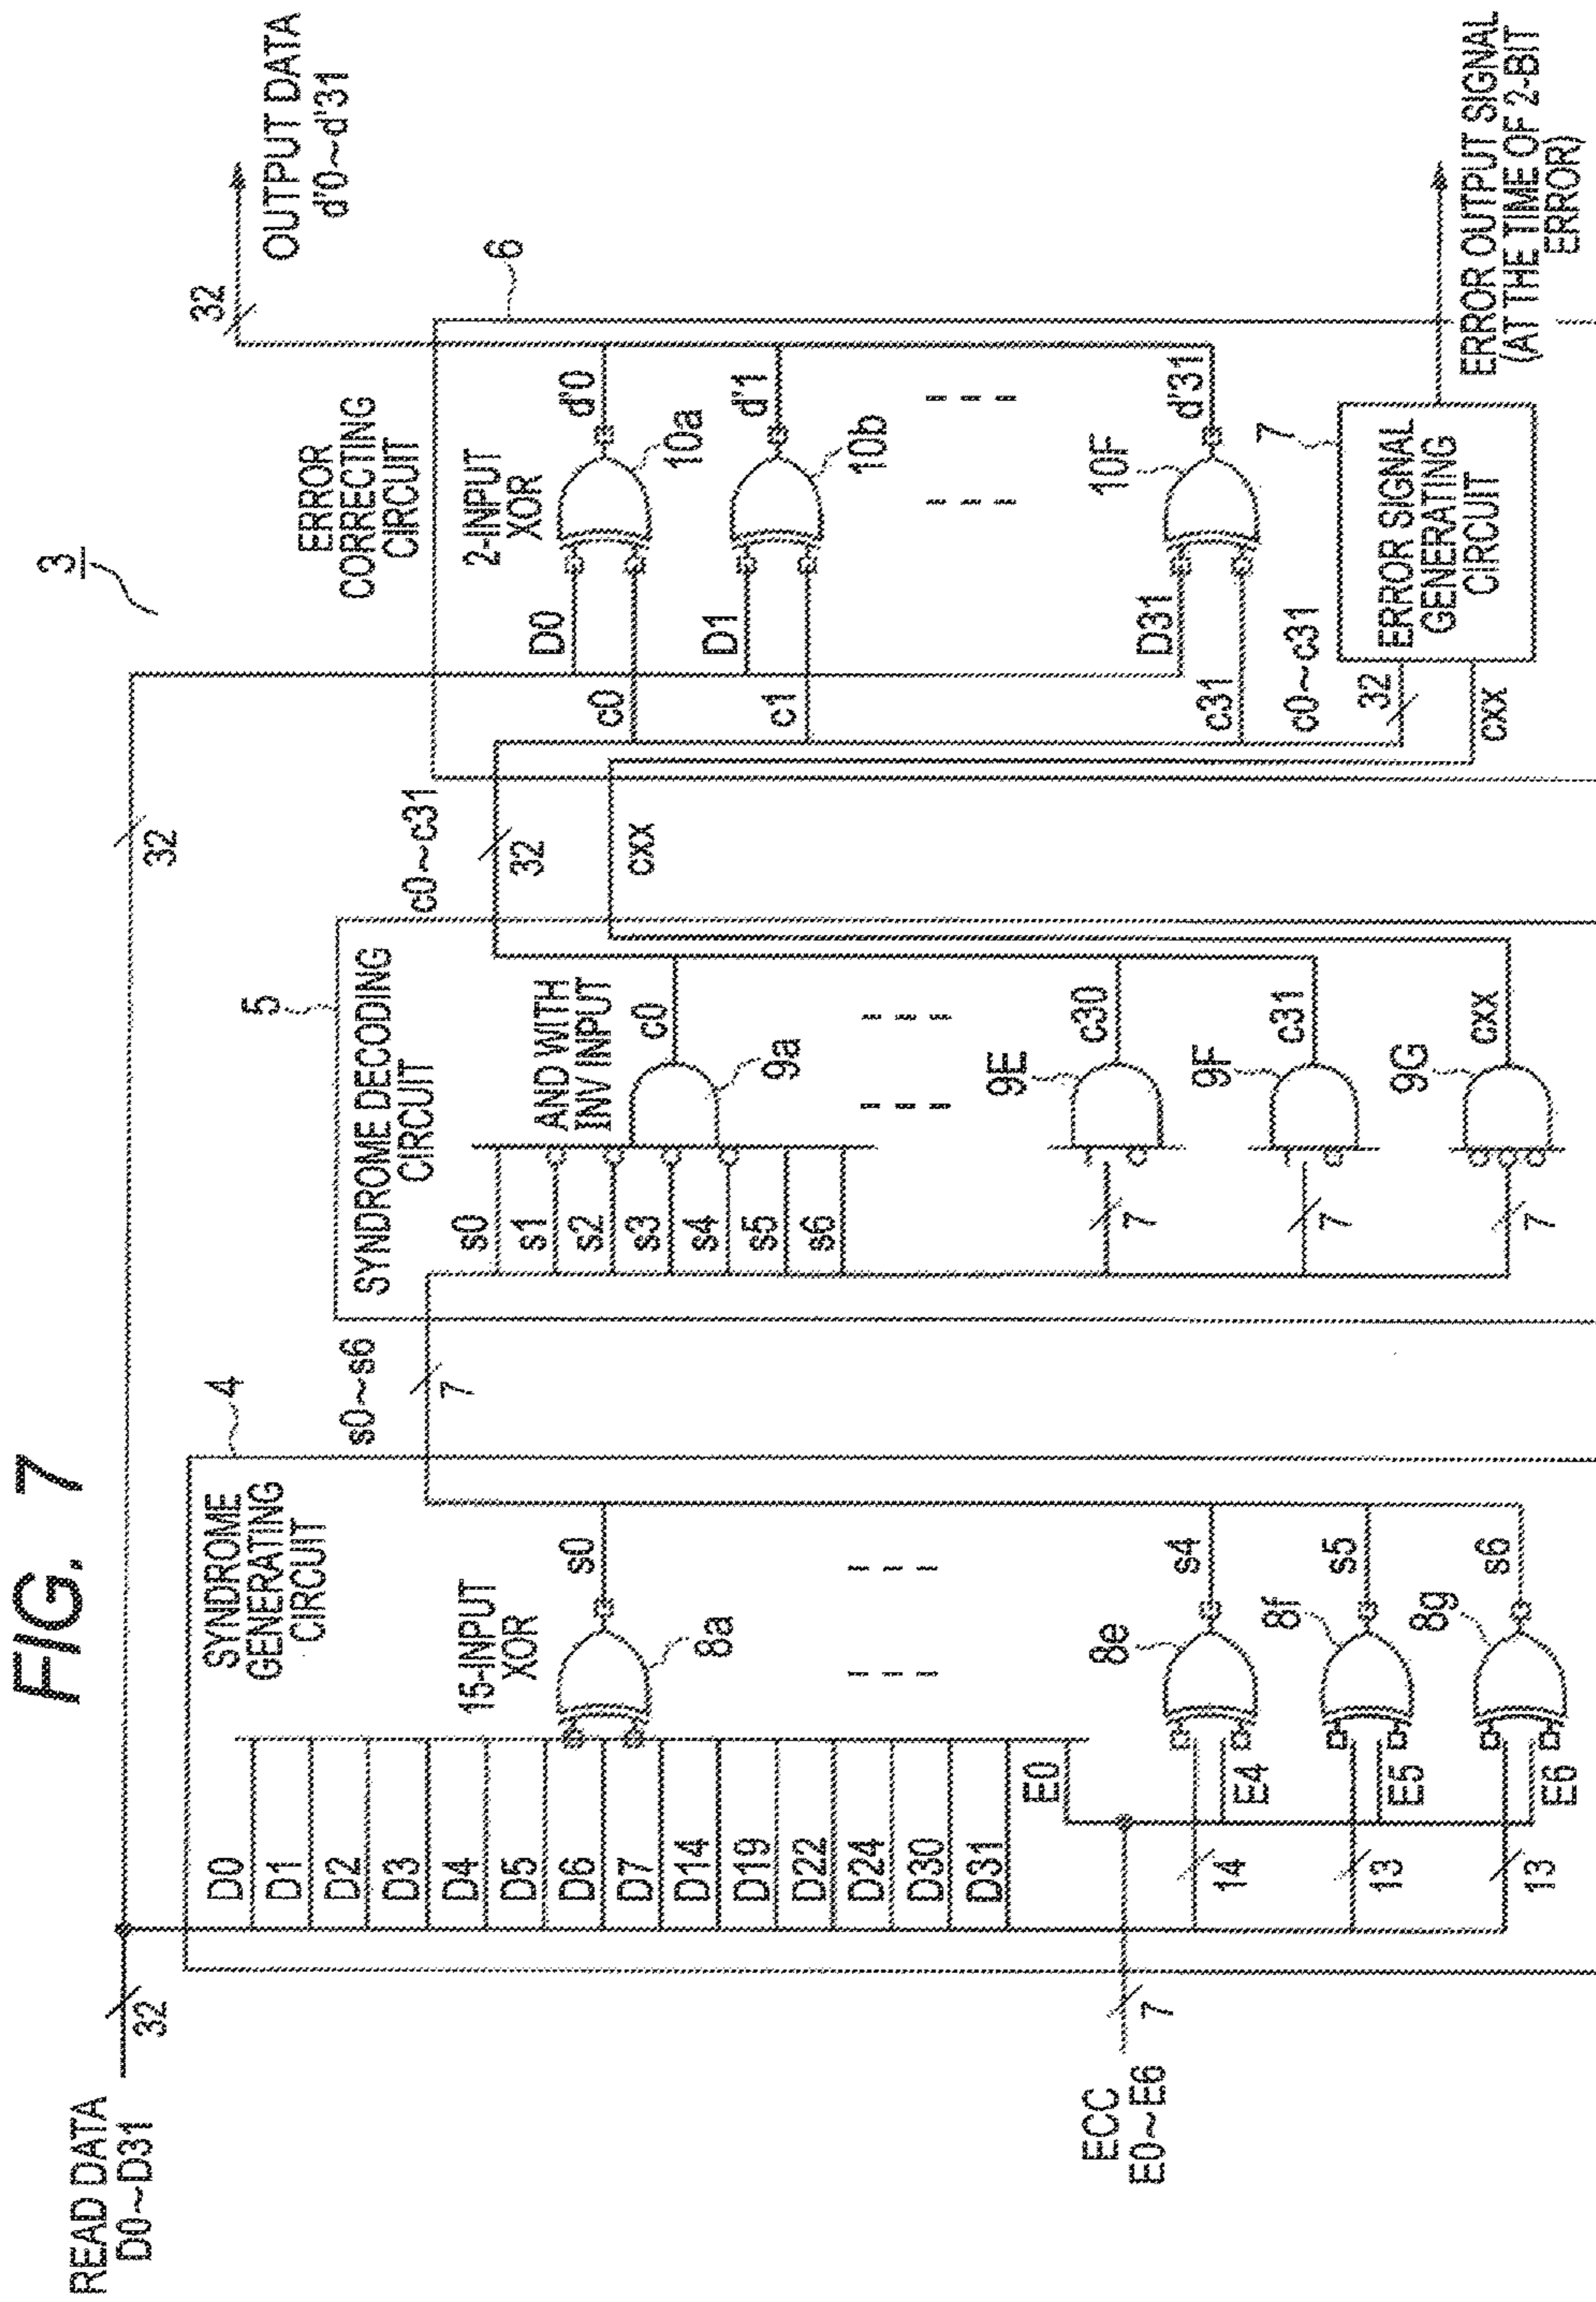 FIG. 7
3
READ DATA
D0~D31
32
32
SYNDROME
GENERATING
CIRCUIT
4
15-INPUT
XOR
D0
D1
D2
D3
D4
D5
D6
D7
D14
D19
D22
D24
D30
D31
E0
8a
s0
ECC
E0~E6
7
14
E4
8e
s4
13
E5
8f
s5
13
E6
8g
s6
s0~s6
7
5
SYNDROME DECODING
CIRCUIT
AND WITH
INV INPUT
s0
s1
s2
s3
s4
s5
s6
c0
9a
7
9E
c30
7
9F
c31
7
9G
cxx
c0~c31
32
cxx
ERROR
CORRECTING
CIRCUIT
6
2-INPUT
XOR
D0
c0
d'0
10a
D1
c1
d'1
10b
D31
c31
10F
d'31
c0~c31
32
cxx
7
ERROR SIGNAL
GENERATING
CIRCUIT
32
OUTPUT DATA
d'0~d'31
ERROR OUTPUT SIGNAL
(AT THE TIME OF 2-BIT
ERROR)